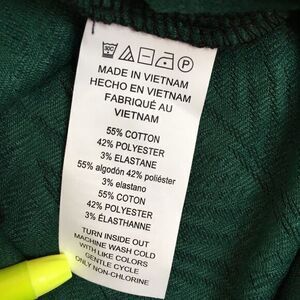 30C
P
MADE IN VIETNAM
HECHO EN VIETNAM
FABRIQUÉ AU
VIETNAM
55% COTTON
42% POLYESTER
3% ELASTANE
55% algodón 42% poliéster
3% elastano
55% COTON
42% POLYESTER
3% ÉLASTHANNE
TURN INSIDE OUT
MACHINE WASH COLD
WITH LIKE COLORS
GENTLE CYCLE
ONLY NON-CHLORINE